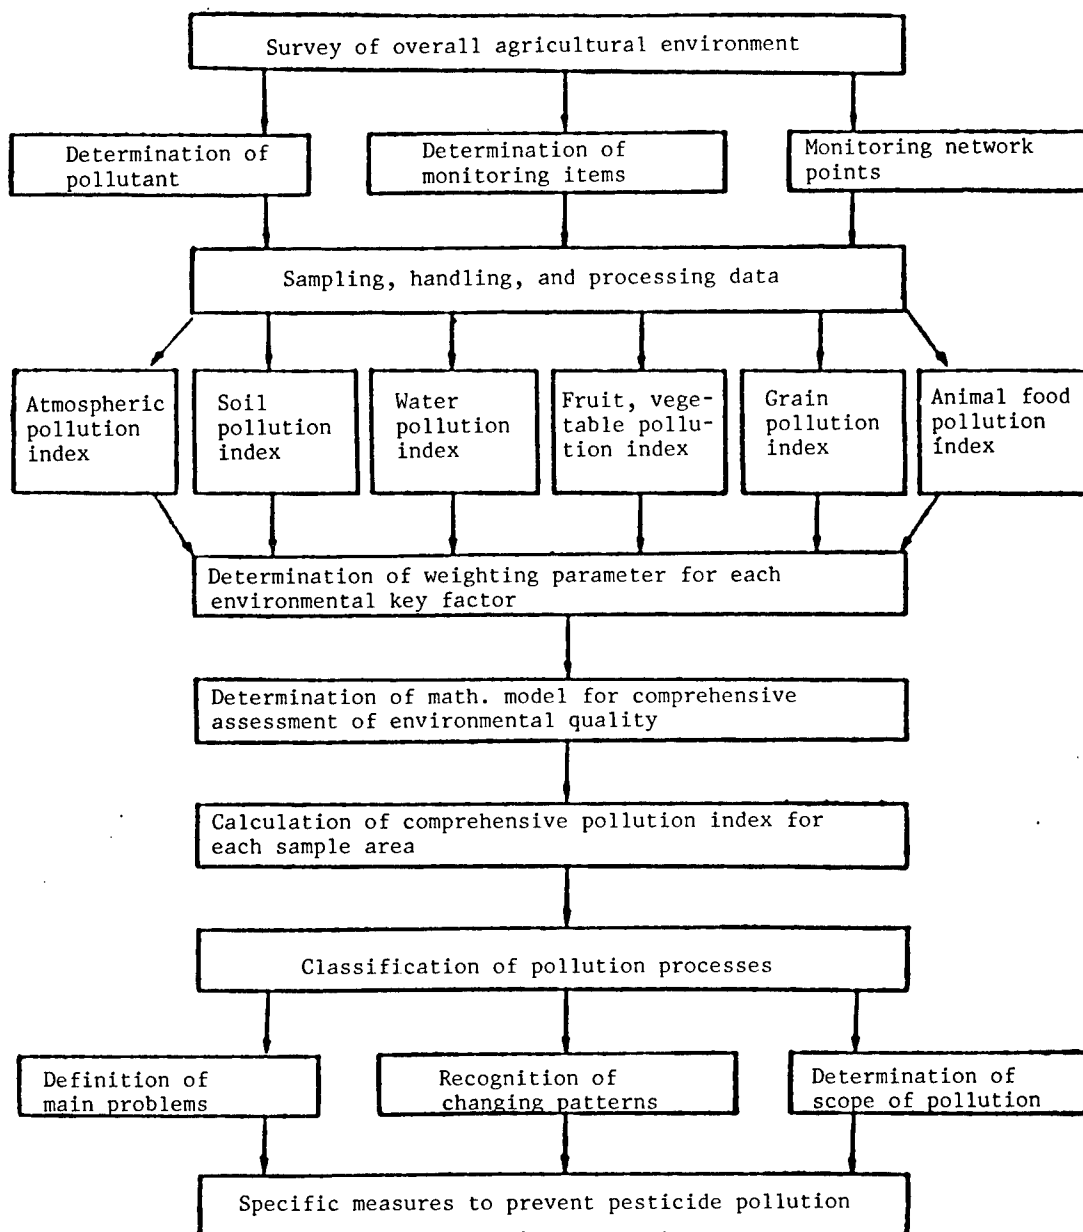 Survey of overall agricultural environment
Determination of
pollutant
Determination of
monitoring items
Monitoring network
points
Sampling, handling, and processing data
Atmospheric
pollution
index
Soil
pollution
index
Water
pollution
index
Fruit, vege-
table pollu-
tion index
Grain
pollution
index
Animal food
pollution
index
Determination of weighting parameter for each
environmental key factor
Determination of math. model for comprehensive
assessment of environmental quality
Calculation of comprehensive pollution index for
each sample area
Classification of pollution processes
Definition of
main problems
Recognition of
changing patterns
Determination of
scope of pollution
Specific measures to prevent pesticide pollution